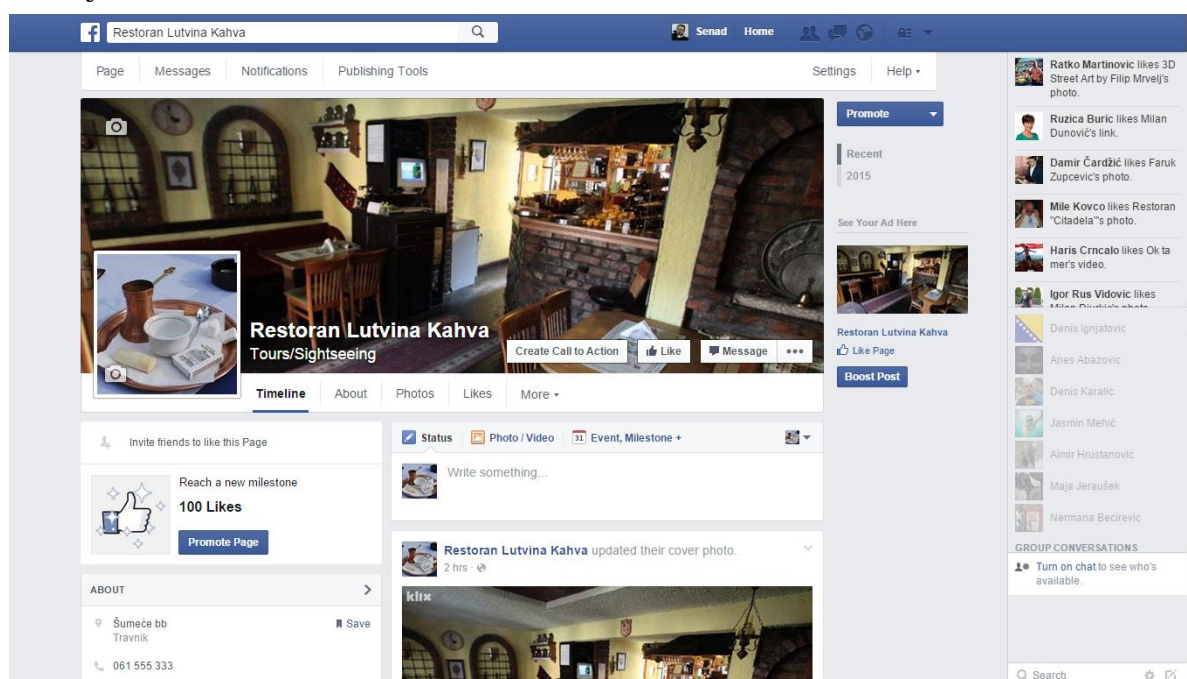 Restoran Lutvina Kahva
Senad Home
Page Messages Notifications Publishing Tools Settings Help
Restoran Lutvina Kahva
Tours/Sightseeing
Create Call to Action Like Message
Timeline About Photos Likes More
Promote
Recent
2015
See Your Ad Here
Restoran Lutvina Kahva
Like Page
Boost Post
Invite friends to like this Page
Reach a new milestone
100 Likes
Promote Page
ABOUT
Šumeće bb
Travnik
Save
061 555 333
Status Photo / Video 31 Event, Milestone +
Write something...
Restoran Lutvina Kahva updated their cover photo.
2 hrs
klix
Ratko Martinovic likes 3D
Street Art by Filip Mrvelj's
photo.
Ruzica Buric likes Milan
Dunović's link.
Damir Čardžić likes Faruk
Zupcevic's photo.
Mile Kovco likes Restoran
"Citadela"'s photo.
Haris Crncalo likes Ok ta
mer's video.
Igor Rus Vidovic likes
Denis Ignjatovic
Anes Abazovic
Denis Karalic
Jasmin Mehić
Almir Hrustanovic
Maja Jeraušek
Nermana Becirevic
GROUP CONVERSATIONS
Turn on chat to see who's
available.
Search